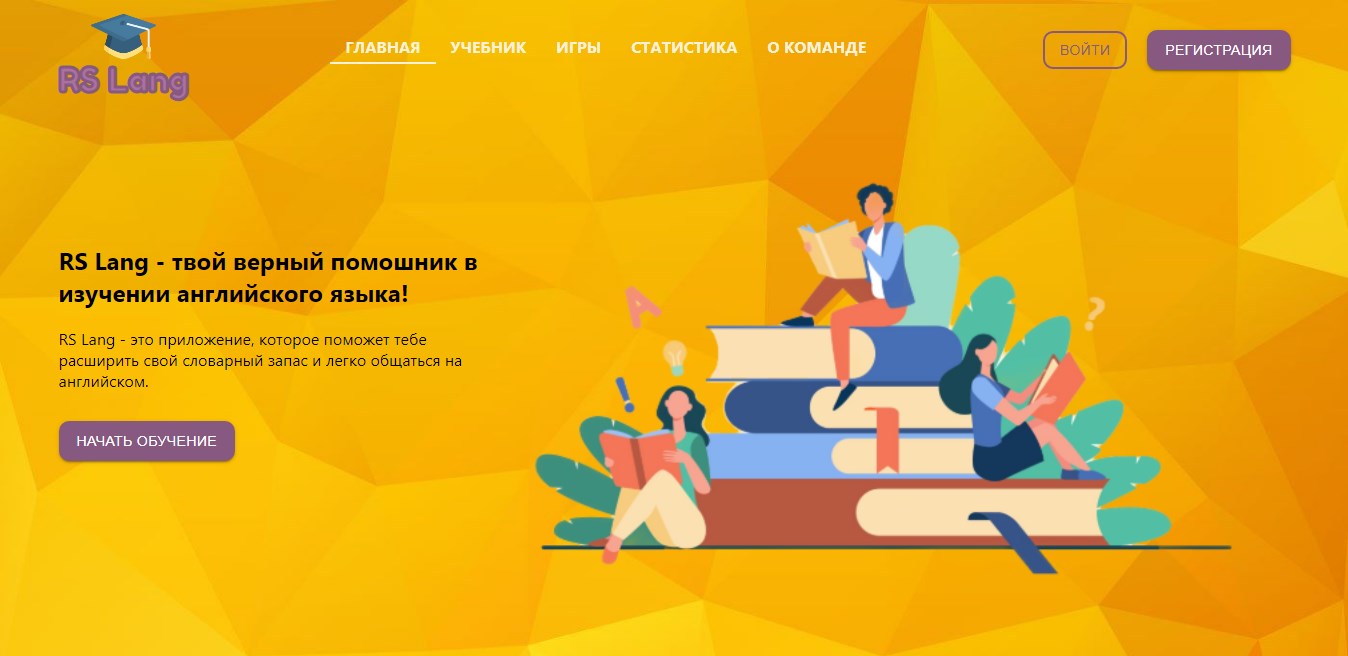 RS Lang
ГЛАВНАЯ
УЧЕБНИК
ИГРЫ
СТАТИСТИКА
О КОМАНДЕ
ВОЙТИ
РЕГИСТРАЦИЯ
RS Lang - твой верный помошник в
изучении английского языка!
RS Lang - это приложение, которое поможет тебе
расширить свой словарный запас и легко общаться на
английском.
НАЧАТЬ ОБУЧЕНИЕ
A
!
?